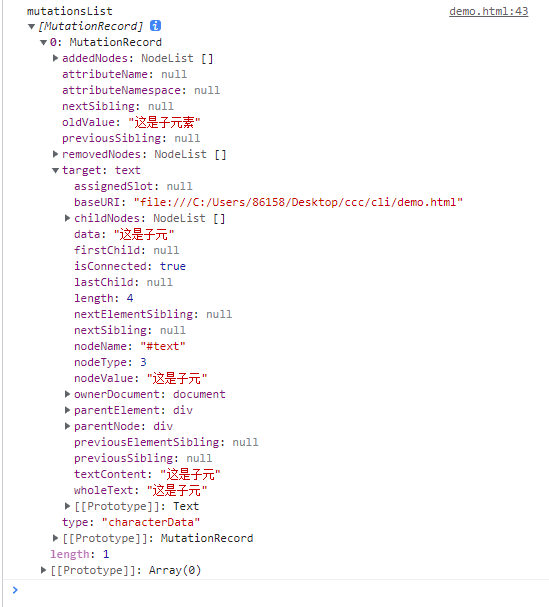 mutationsList demo.html:43
▼[MutationRecord] i
▼0: MutationRecord
▶addedNodes: NodeList []
attributeName: null
attributeNamespace: null
nextSibling: null
oldValue: "这是子元素"
previousSibling: null
▶removedNodes: NodeList []
▼target: text
assignedSlot: null
baseURI: "file:///C:/Users/86158/Desktop/ccc/cli/demo.html"
▶childNodes: NodeList []
data: "这是子元"
firstChild: null
isConnected: true
lastChild: null
length: 4
nextElementSibling: null
nextSibling: null
nodeName: "#text"
nodeType: 3
nodeValue: "这是子元"
▶ownerDocument: document
▶parentElement: div
▶parentNode: div
previousElementSibling: null
previousSibling: null
textContent: "这是子元"
wholeText: "这是子元"
▶[[Prototype]]: Text
type: "characterData"
▶[[Prototype]]: MutationRecord
length: 1
▶[[Prototype]]: Array(0)